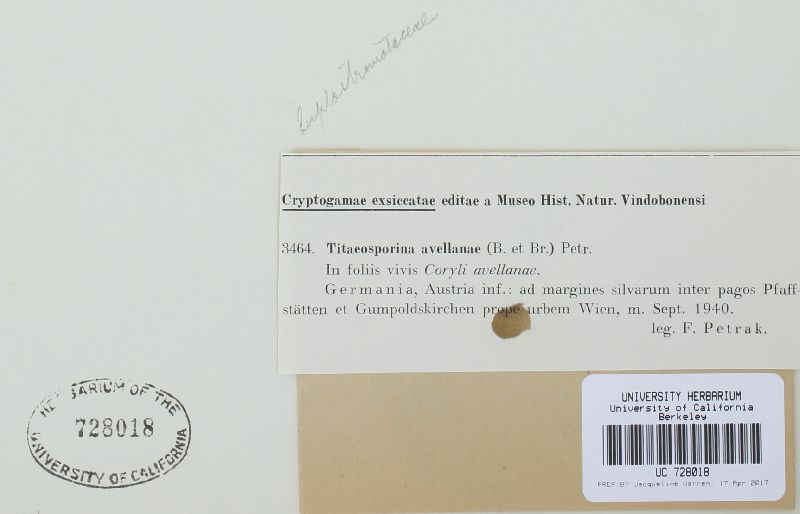 Leptostromataceae
Cryptogamae exsiccatae editae a Museo Hist. Natur. Vindobonensi
3464. Titaeosporina avellanae (B. et Br.) Petr.
In foliis vivis Coryli avellanae.
Germania, Austria inf.: ad margines silvarum inter pagos Pfaff-
stätten et Gumpoldskirchen prope urbem Wien, m. Sept. 1940.
leg. F. Petrak.
HERBARIUM OF THE
728018
UNIVERSITY OF CALIFORNIA
UNIVERSITY HERBARIUM
University of California
Berkeley
UC 728018
PREP BY Jacqueline Warren, 17 Apr 2017